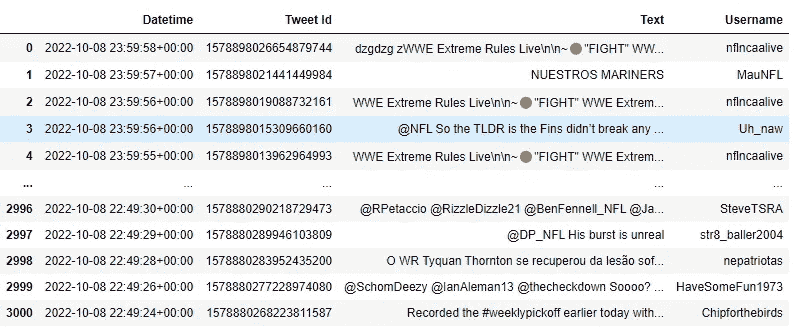 Datetime Tweet Id Text Username
0 2022-10-08 23:59:58+00:00 1578898026654879744 dzgdzg zWWE Extreme Rules Live\n\n~⚫"FIGHT" WW... nflncaalive
1 2022-10-08 23:59:57+00:00 1578898021441449984 NUESTROS MARINERS MauNFL
2 2022-10-08 23:59:56+00:00 1578898019088732161 WWE Extreme Rules Live\n\n~⚫"FIGHT" WWE Extrem... nflncaalive
3 2022-10-08 23:59:56+00:00 1578898015309660160 @NFL So the TLDR is the Fins didn't break any ... Uh_naw
4 2022-10-08 23:59:55+00:00 1578898013962964993 WWE Extreme Rules Live\n\n~⚫"FIGHT" WWE Extrem... nflncaalive
... ... ... ... ...
2996 2022-10-08 22:49:30+00:00 1578880290218729473 @RPetaccio @RizzleDizzle21 @BenFennell_NFL @Ja... SteveTSRA
2997 2022-10-08 22:49:29+00:00 1578880289946103809 @DP_NFL His burst is unreal str8_baller2004
2998 2022-10-08 22:49:28+00:00 1578880283952435200 O WR Tyquan Thornton se recuperou da lesão sof... nepatriotas
2999 2022-10-08 22:49:26+00:00 1578880277228974080 @SchomDeezy @IanAleman13 @thecheckdown Soooo? ... HaveSomeFun1973
3000 2022-10-08 22:49:24+00:00 1578880268223811587 Recorded the #weeklypickoff earlier today with... Chipforthebirds